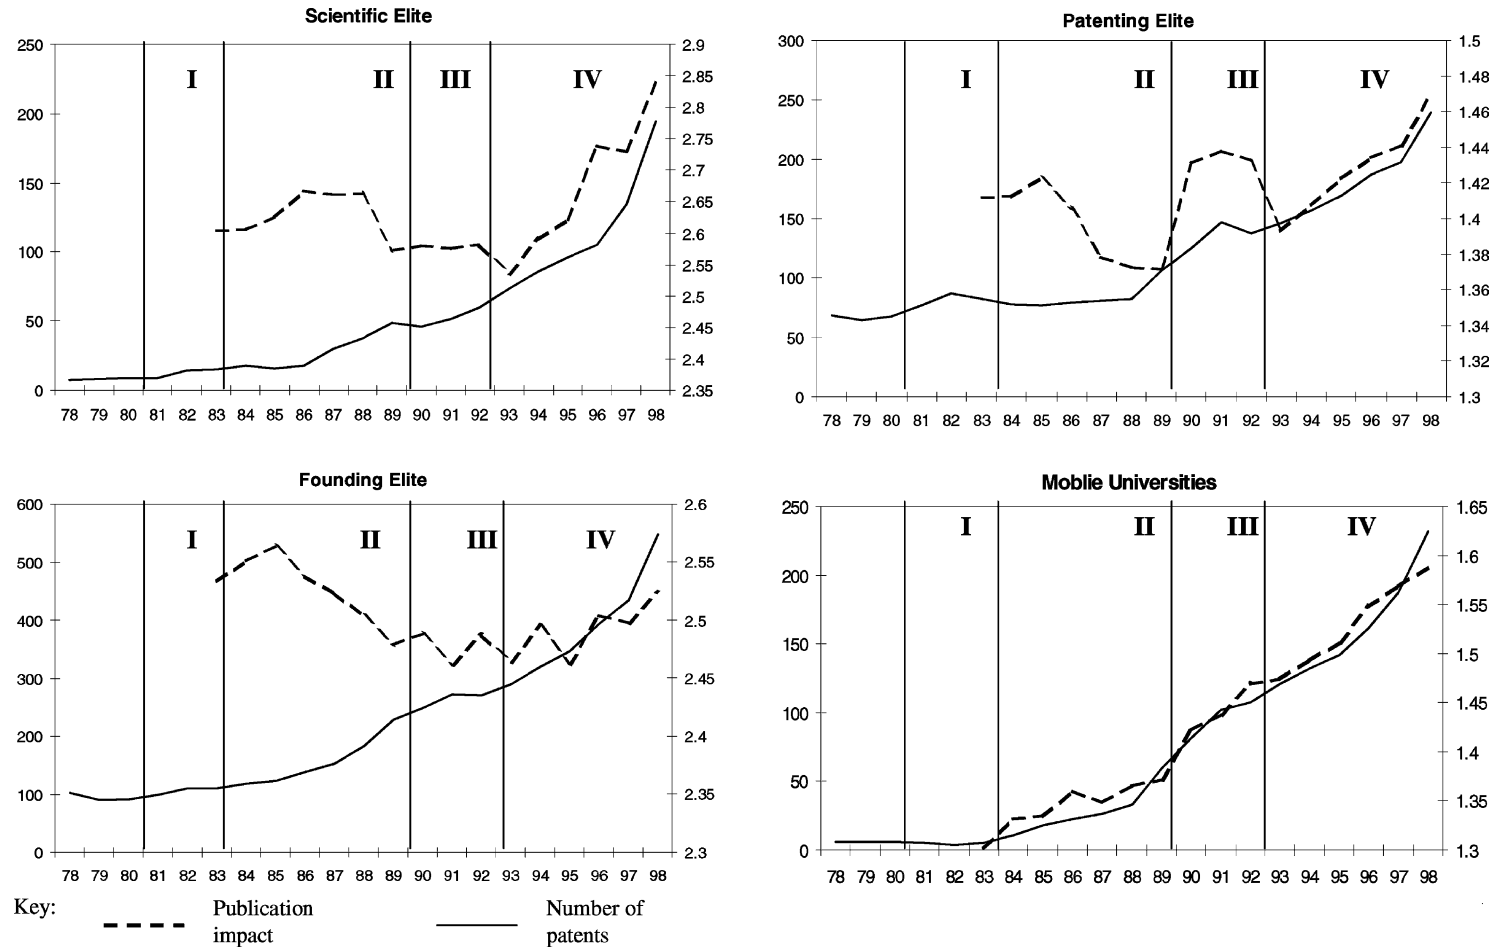 Scientific Elite
250
200
150
100
50
0
I
II
III
IV
2.9
2.85
2.8
2.75
2.7
2.65
2.6
2.55
2.5
2.45
2.4
2.35
78 79 80 81 82 83 84 85 86 87 88 89 90 91 92 93 94 95 96 97 98
Patenting Elite
300
250
200
150
100
50
0
I
II
III
IV
1.5
1.48
1.46
1.44
1.42
1.4
1.38
1.36
1.34
1.32
1.3
78 79 80 81 82 83 84 85 86 87 88 89 90 91 92 93 94 95 96 97 98
Founding Elite
600
500
400
300
200
100
0
I
II
III
IV
2.6
2.55
2.5
2.45
2.4
2.35
2.3
78 79 80 81 82 83 84 85 86 87 88 89 90 91 92 93 94 95 96 97 98
Moblie Universities
250
200
150
100
50
0
I
II
III
IV
1.65
1.6
1.55
1.5
1.45
1.4
1.35
1.3
78 79 80 81 82 83 84 85 86 87 88 89 90 91 92 93 94 95 96 97 98
Key:
Publication
impact
Number of
patents